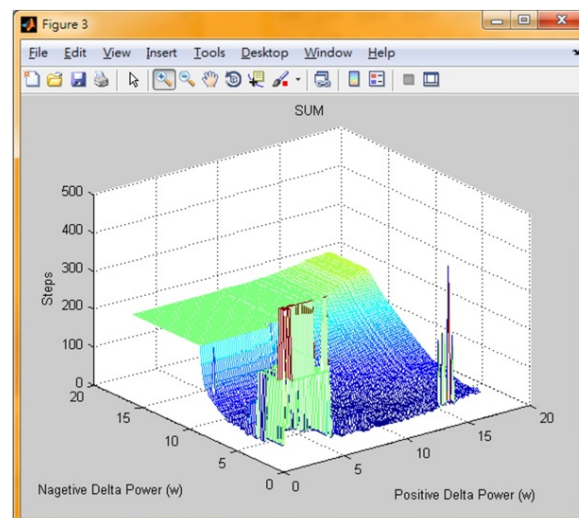 Figure 3
File Edit View Insert Tools Desktop Window Help
SUM
500
400
300
200
100
0
Steps
20
15
10
5
0
Nagetive Delta Power (w)
0
5
10
15
20
Positive Delta Power (w)